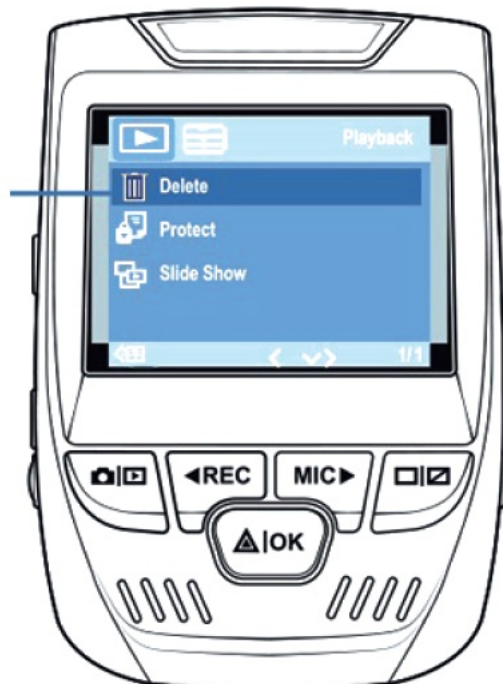 Playback
Delete
Protect
Slide Show
1/1
◀REC
MIC▶
|OK